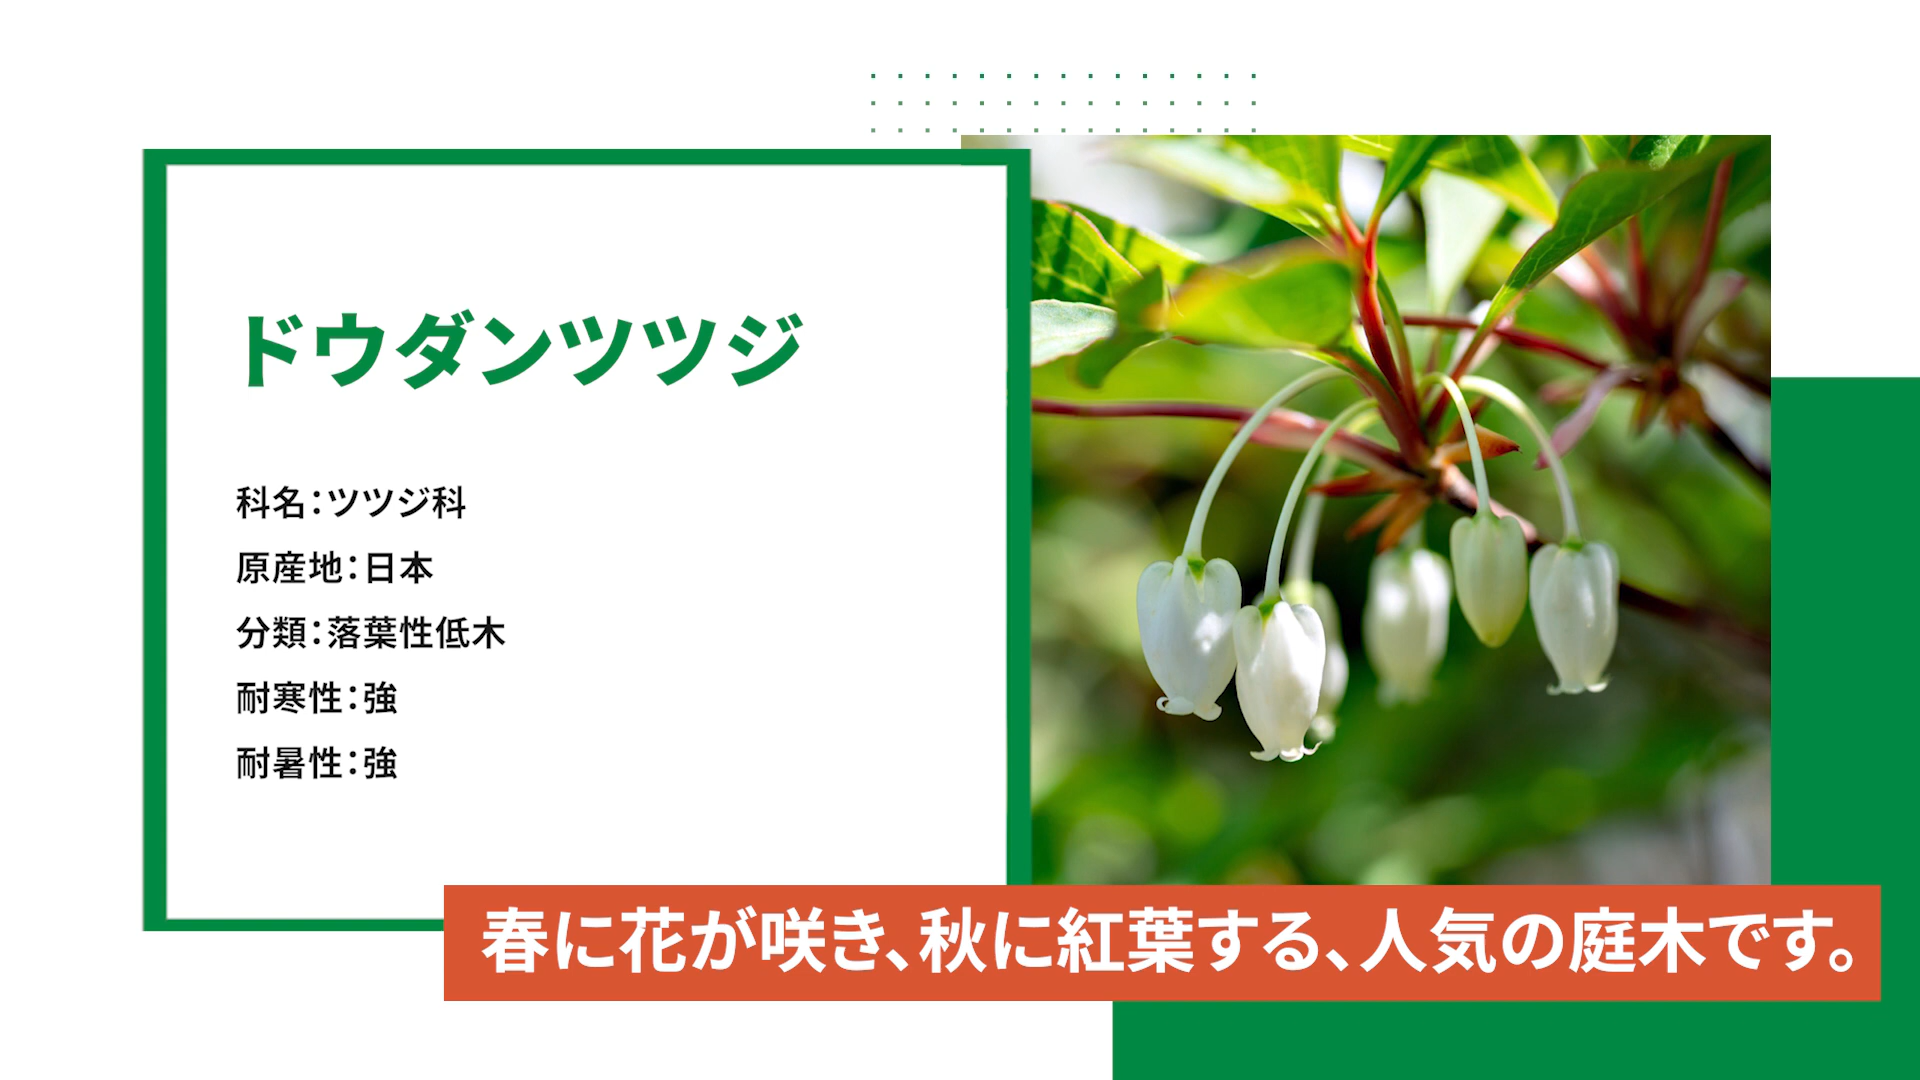 ドウダンツツジ
科名：ツツジ科
原産地：日本
分類：落葉性低木
耐寒性：強
耐暑性：強
春に花が咲き、秋に紅葉する、人気の庭木です。